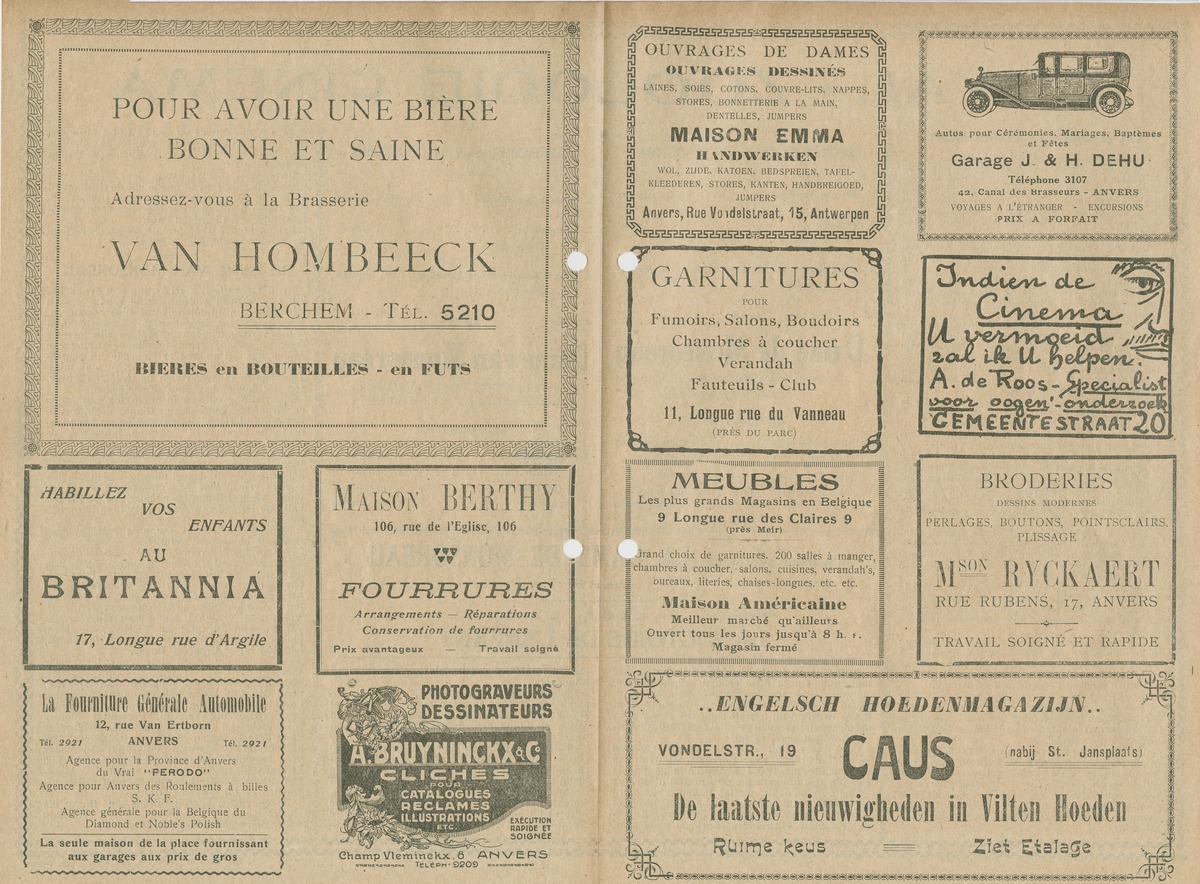 POUR AVOIR UNE BIÈRE
BONNE ET SAINE
Adressez-vous à la Brasserie
VAN HOMBEECK
BERCHEM - TÉL. 5210
BIERES en BOUTEILLES - en FUTS
HABILLEZ
VOS
ENFANTS
AU
BRITANNIA
17, Longue rue d'Argile
MAISON BERTHY
106, rue de l'Eglise, 106
FOURRURES
Arrangements — Réparations
Conservation de fourrures
Prix avantageux — Travail soigné
La Fourniture Générale Automobile
12, rue Van Ertborn
Tél. 2921 ANVERS Tél. 2921
Agence pour la Province d'Anvers
du Vrai "FERODO"
Agence pour Anvers des Roulements à billes
S. K. F.
Agence générale pour la Belgique du
Diamond et Noble's Polish
La seule maison de la place fournissant
aux garages aux prix de gros
PHOTOGRAVEURS
DESSINATEURS
A. BRUYNINCKX & Co
CLICHÉS
POUR
CATALOGUES
RECLAMES
ILLUSTRATIONS
ETC.
EXÉCUTION
RAPIDE ET
SOIGNÉE
Champ Vleminckx, 8 ANVERS
TELEPH. 9209
OUVRAGES DE DAMES
OUVRAGES DESSINÉS
LAINES, SOIES, COTONS, COUVRE-LITS, NAPPES,
STORES, BONNETTERIE A LA MAIN,
DENTELLES, JUMPERS
MAISON EMMA
HANDWERKEN
WOL, ZIJDE, KATOEN, BEDSPREIEN, TAFEL-
KLEEDEREN, STORES, KANTEN, HANDBREIGOED,
JUMPERS
Anvers, Rue Vondelstraat, 15, Antwerpen
Autos pour Cérémonies, Mariages, Baptèmes
et Fêtes
Garage J. & H. DEHU
Téléphone 3107
42, Canal des Brasseurs - ANVERS
VOYAGES A L'ÉTRANGER - EXCURSIONS
PRIX A FORFAIT
GARNITURES
POUR
Fumoirs, Salons, Boudoirs
Chambres à coucher
Verandah
Fauteuils - Club
11, Longue rue du Vanneau
(PRÈS DU PARC)
Indien de
Cinema
U vermoeid
zal ik U helpen.
A. de Roos - Specialist
voor oogen-onderzoek
GEMEENTESTRAAT 20
MEUBLES
Les plus grands Magasins en Belgique
9 Longue rue des Claires 9
(près Meir)
Grand choix de garnitures. 200 salles à manger,
chambres à coucher, salons, cuisines, verandah's,
bureaux, literies, chaises-longues, etc. etc.
Maison Américaine
Meilleur marché qu'ailleurs
Ouvert tous les jours jusqu'à 8 h.
Magasin fermé
BRODERIES
DESSINS MODERNES
PERLAGES, BOUTONS, POINTSCLAIRS,
PLISSAGE
MSON RYCKAERT
RUE RUBENS, 17, ANVERS
TRAVAIL SOIGNÉ ET RAPIDE
..ENGELSCH HOEDENMAGAZIJN..
VONDELSTR., 19 CAUS (nabij St. Jansplaats)
De laatste nieuwigheden in Vilten Hoeden
Ruime keus Ziet Etalage